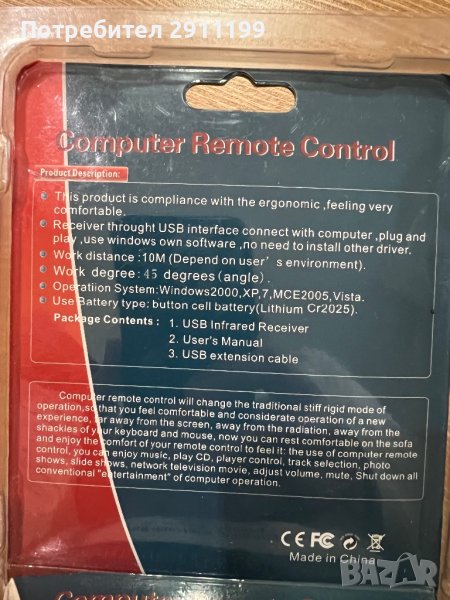 Потребител 2911199
Computer Remote Control
Product Description:
This product is compliance with the ergonomic ,feeling very
comfortable.
Receiver throught USB interface connect with computer ,plug and
play ,use windows own software ,no need to install other driver.
Work distance :10M (Depend on user's environment).
Work degree: 45 degrees (angle).
Operatiion System:Windows2000,XP,7,MCE2005,Vista.
Use Battery type: button cell battery(Lithium Cr2025).
Package Contents : 1. USB Infrared Receiver
2. User's Manual
3. USB extension cable
Computer remote control will change the traditional stiff rigid mode of
operation,so that you feel comfortable and considerate operation of a new
experience, far away from the screen, away from the radiation, away from the
shackles of your keyboard and mouse, now you can rest comfortable on the sofa
and enjoy the comfort of your remote control to feel it: the use of computer remote
control, you can enjoy music, play CD, player control, track selection, photo
shows, slide shows, network television movie, adjust volume, mute, Shut down all
conventional "entertainment" of computer operation.
CE FC
Made in China
BAZAR
Computer Remote Co